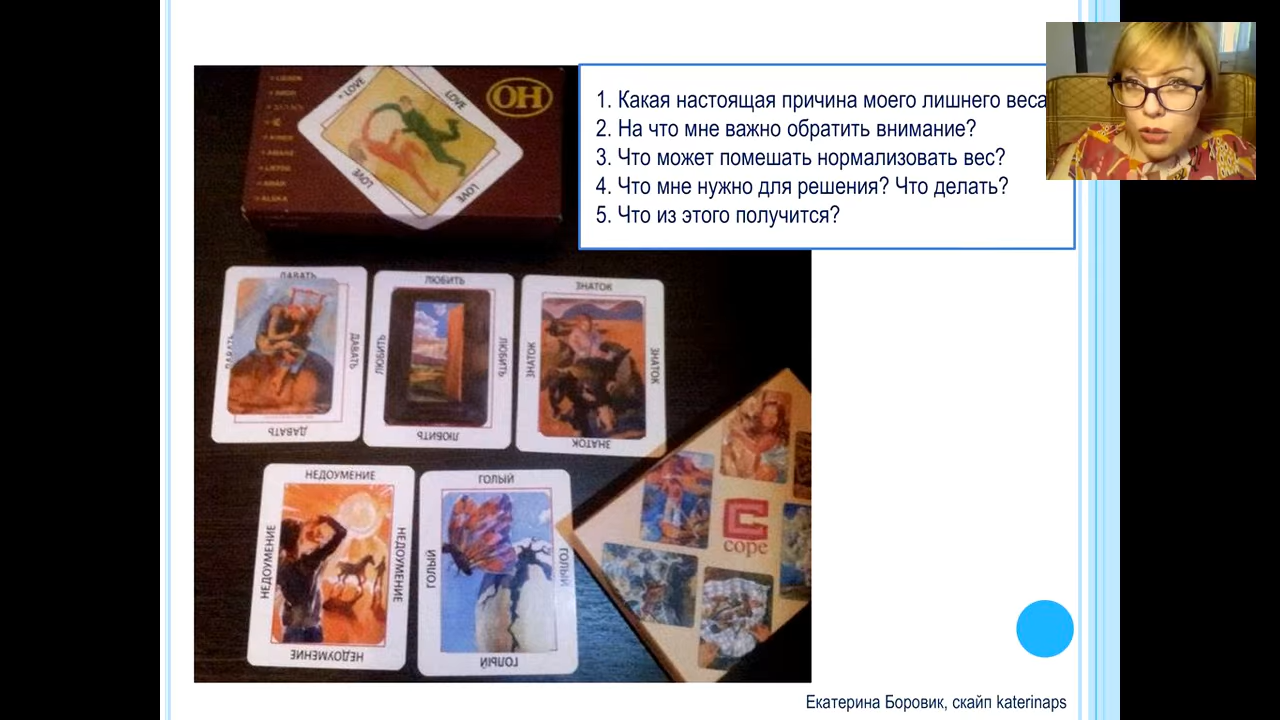 LOVE
LOVE
LOVE
LOVE
OH
1. Какая настоящая причина моего лишнего веса
2. На что мне важно обратить внимание?
3. Что может помешать нормализовать вес?
4. Что мне нужно для решения? Что делать?
5. Что из этого получится?
ДАВАТЬ
ДАВАТЬ
ДАВАТЬ
ДАВАТЬ
ЛЮБИТЬ
ЛЮБИТЬ
ЛЮБИТЬ
ЛЮБИТЬ
ЗНАТОК
ЗНАТОК
ЗНАТОК
ЗНАТОК
НЕДОУМЕНИЕ
НЕДОУМЕНИЕ
НЕДОУМЕНИЕ
НЕДОУМЕНИЕ
ГОЛЫЙ
ГОЛЫЙ
ГОЛЫЙ
ГОЛЫЙ
cope
Екатерина Боровик, скайп katerinaps